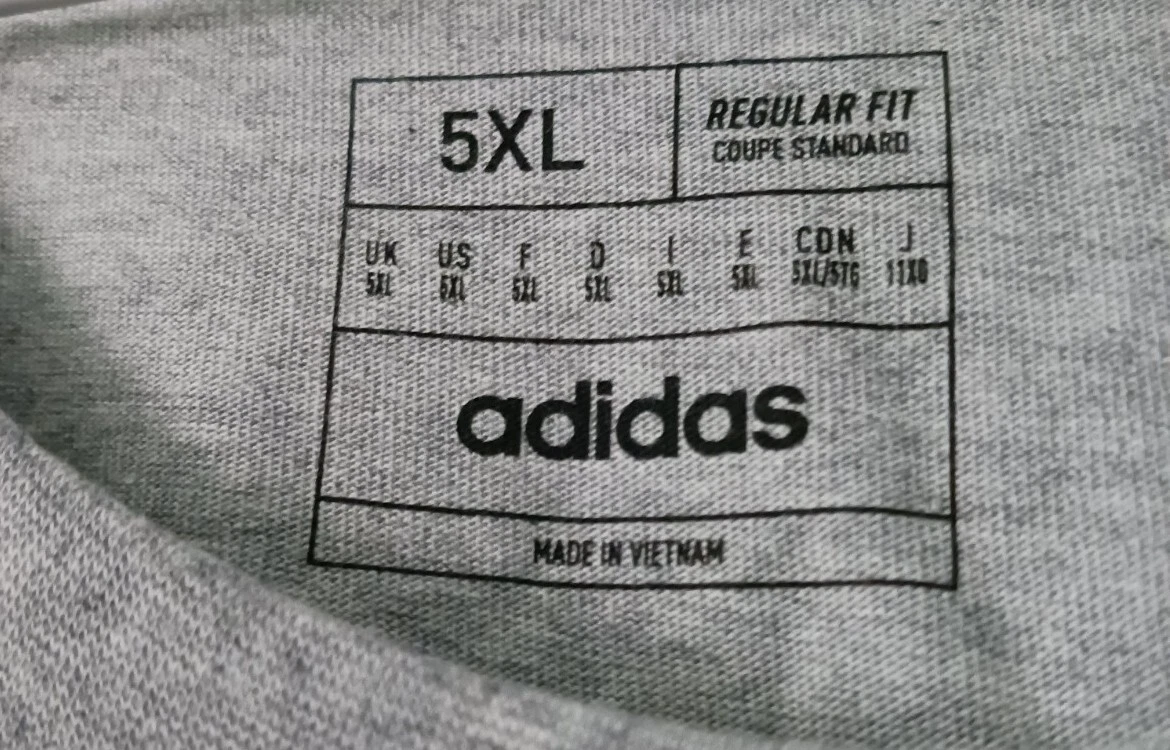 5XL
REGULAR FIT
COUPE STANDARD
UK US F D I E CDN J
5XL 5XL 5XL 5XL 5XL 5XL 5XL/5TG 11XO
adidas
MADE IN VIETNAM